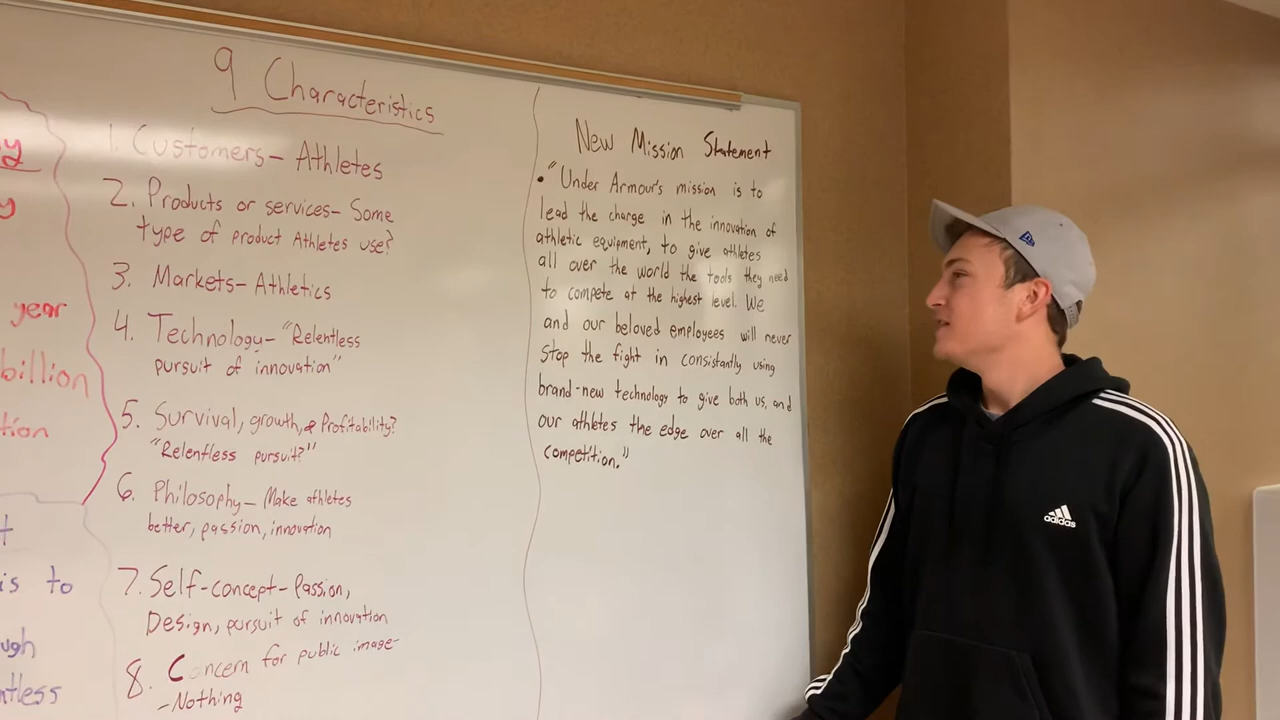 y
y
year
billion
tion
t
is to
ugh
ntless
9 Characteristics
1. Customers- Athletes
2. Products or services- Some
type of product Athletes use?
3. Markets- Athletics
4. Technology- "Relentless
pursuit of innovation"
5. Survival, growth, & Profitability?
"Relentless pursuit?"
6. Philosophy- Make athletes
better, passion, innovation
7. Self-concept- Passion,
Design, pursuit of innovation
8. Concern for public image-
-Nothing
New Mission Statement
• "Under Armour's mission is to
lead the charge in the innovation of
athletic equipment, to give athletes
all over the world the tools they need
to compete at the highest level. We
and our beloved employees will never
stop the fight in consistantly using
brand-new technology to give both us, and
our athletes the edge over all the
competition."
adidas